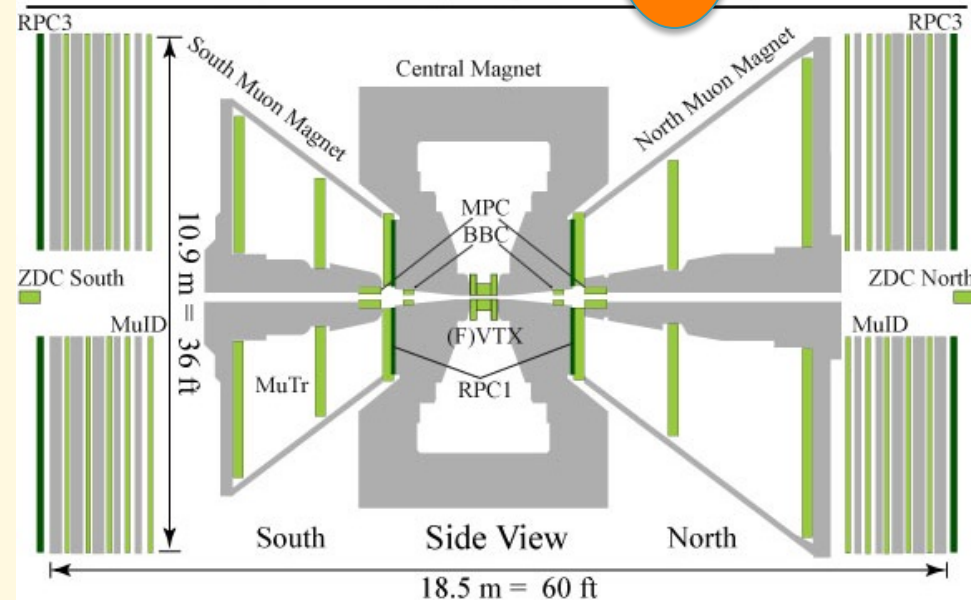 RPC3
RPC3
South Muon Magnet
Central Magnet
North Muon Magnet
MPC
BBC
10.9 m = 36 ft
ZDC South
ZDC North
MuID
(F)VTX
MuID
MuTr
RPC1
South
Side View
North
18.5 m = 60 ft